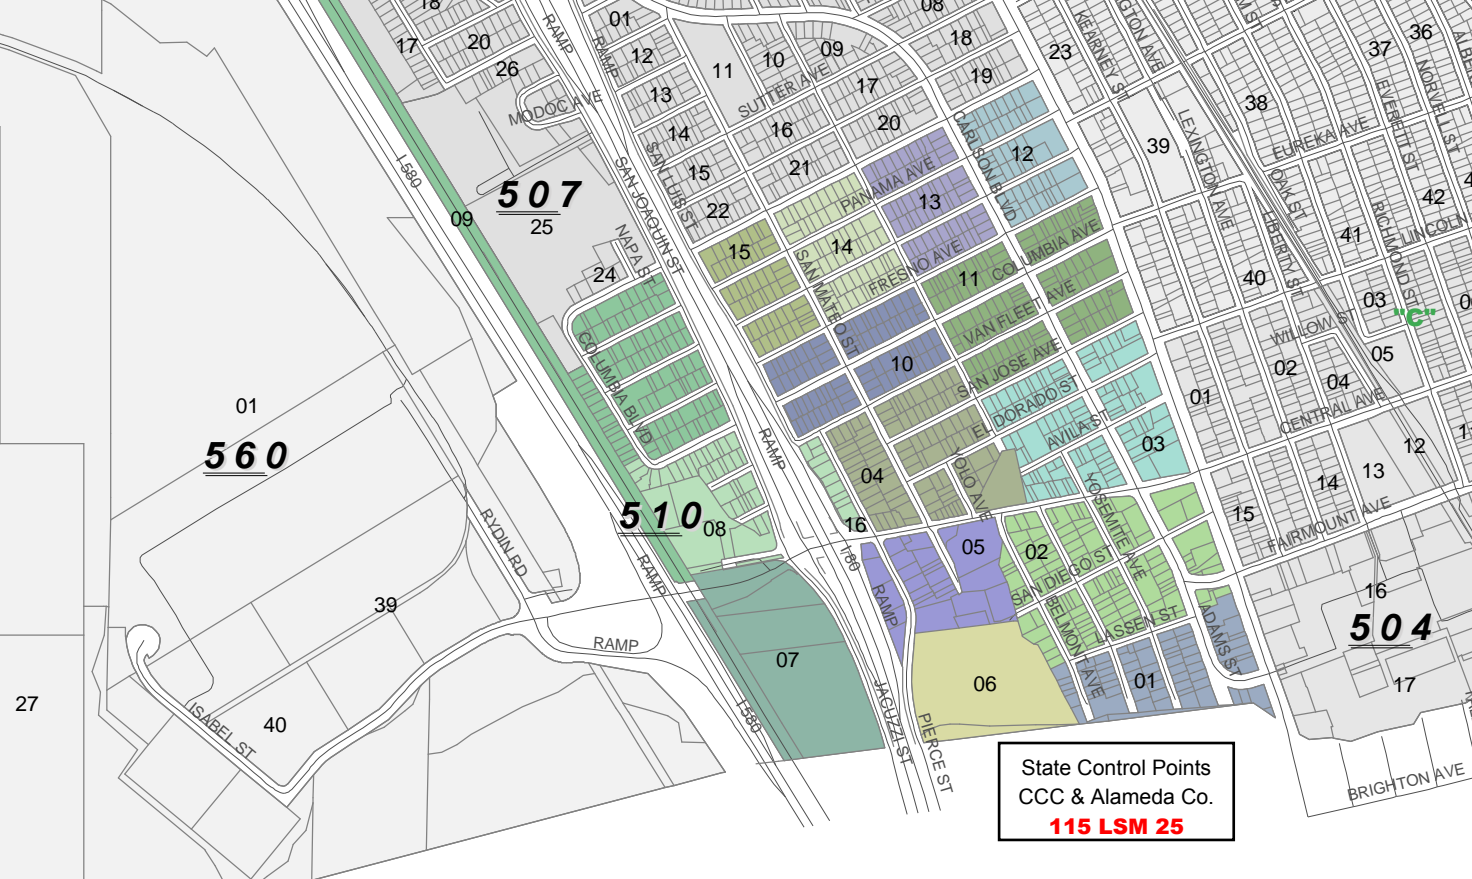 18
01
08
36
17
20
RAMP
RAMP
12
10
09
18
23
KEARNEY ST
37
NORVELL ST
26
11
SUTTER AVE
17
19
38
EVERETT ST
MODOC AVE
13
16
20
CARLSON BLVD
LEXINGTON AVE
EUREKA AVE
14
21
12
39
I-580
SAN LUIS ST
15
PANAMA AVE
OAK ST
42
507
SAN JOAQUIN ST
22
13
RICHMOND ST
09
25
NAPA ST
15
14
FRESNO AVE
COLUMBIA AVE
LIBERTY ST
41
LINCOLN
24
SAN MATEO ST
11
40
03
"C"
COLUMBIA BLVD
VAN FLEET AVE
WILLOW ST
05
10
SAN JOSE AVE
02
04
01
EL DORADO ST
01
CENTRAL AVE
560
RAMP
AVILA ST
03
12
04
YOLO AVE
YOSEMITE AVE
14
13
510
08
16
15
FAIRMOUNT AVE
RYDIN RD
I-80
05
02
RAMP
RAMP
SAN DIEGO ST
16
39
BELMONT AVE
LASSEN ST
ADAMS ST
504
RAMP
07
01
17
27
06
40
ISABEL ST
I-580
JACUZZI ST
PIERCE ST
State Control Points
CCC & Alameda Co.
115 LSM 25
BRIGHTON AVE